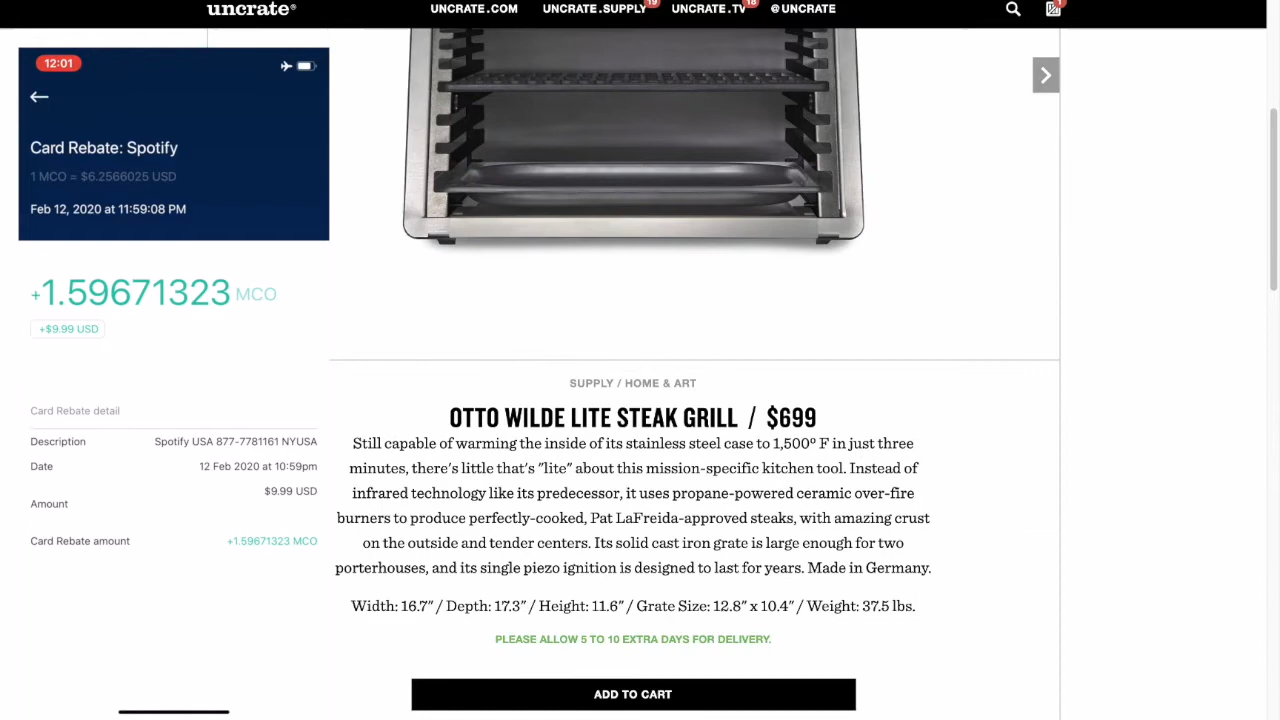 uncrate®
UNCRATE.COM UNCRATE.SUPPLY 19 UNCRATE.TV 18 @UNCRATE 1
12:01
Card Rebate: Spotify
1 MCO = $6.2566025 USD
Feb 12, 2020 at 11:59:08 PM
+1.59671323 MCO
+$9.99 USD
Card Rebate detail
Description Spotify USA 877-7781161 NYUSA
Date 12 Feb 2020 at 10:59pm
$9.99 USD
Amount
Card Rebate amount +1.59671323 MCO
SUPPLY / HOME & ART
OTTO WILDE LITE STEAK GRILL / $699
Still capable of warming the inside of its stainless steel case to 1,500º F in just three
minutes, there's little that's "lite" about this mission-specific kitchen tool. Instead of
infrared technology like its predecessor, it uses propane-powered ceramic over-fire
burners to produce perfectly-cooked, Pat LaFreida-approved steaks, with amazing crust
on the outside and tender centers. Its solid cast iron grate is large enough for two
porterhouses, and its single piezo ignition is designed to last for years. Made in Germany.
Width: 16.7" / Depth: 17.3" / Height: 11.6" / Grate Size: 12.8" x 10.4" / Weight: 37.5 lbs.
PLEASE ALLOW 5 TO 10 EXTRA DAYS FOR DELIVERY.
ADD TO CART